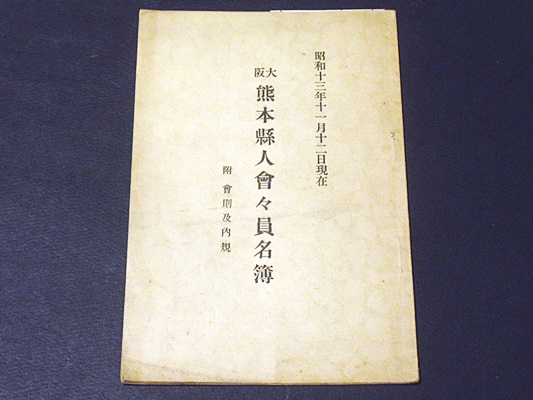 昭和十三年十一月十二日現在
大阪
熊本縣人會々員名簿
附 會則及內規